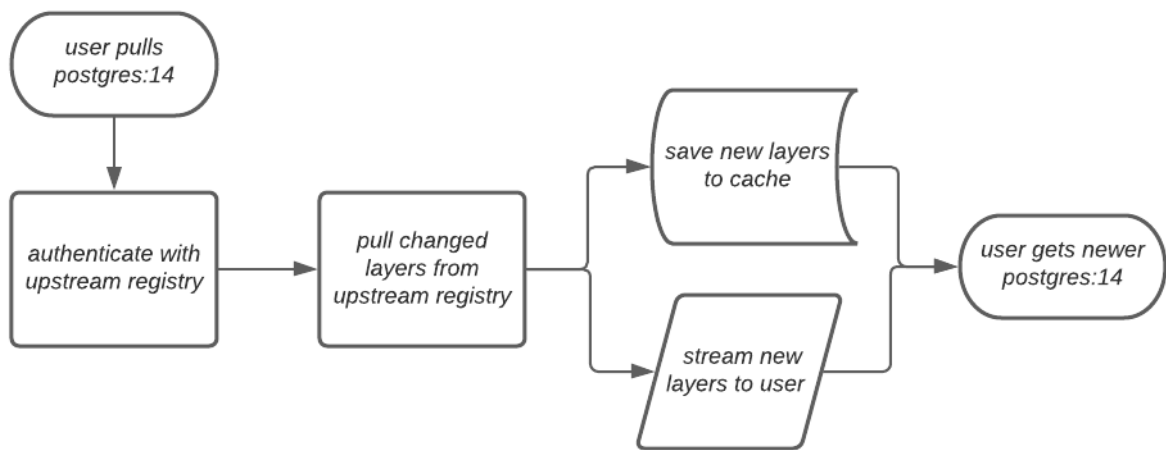 user pulls
postgres:14
authenticate with
upstream registry
pull changed
layers from
upstream registry
save new layers
to cache
stream new
layers to user
user gets newer
postgres:14